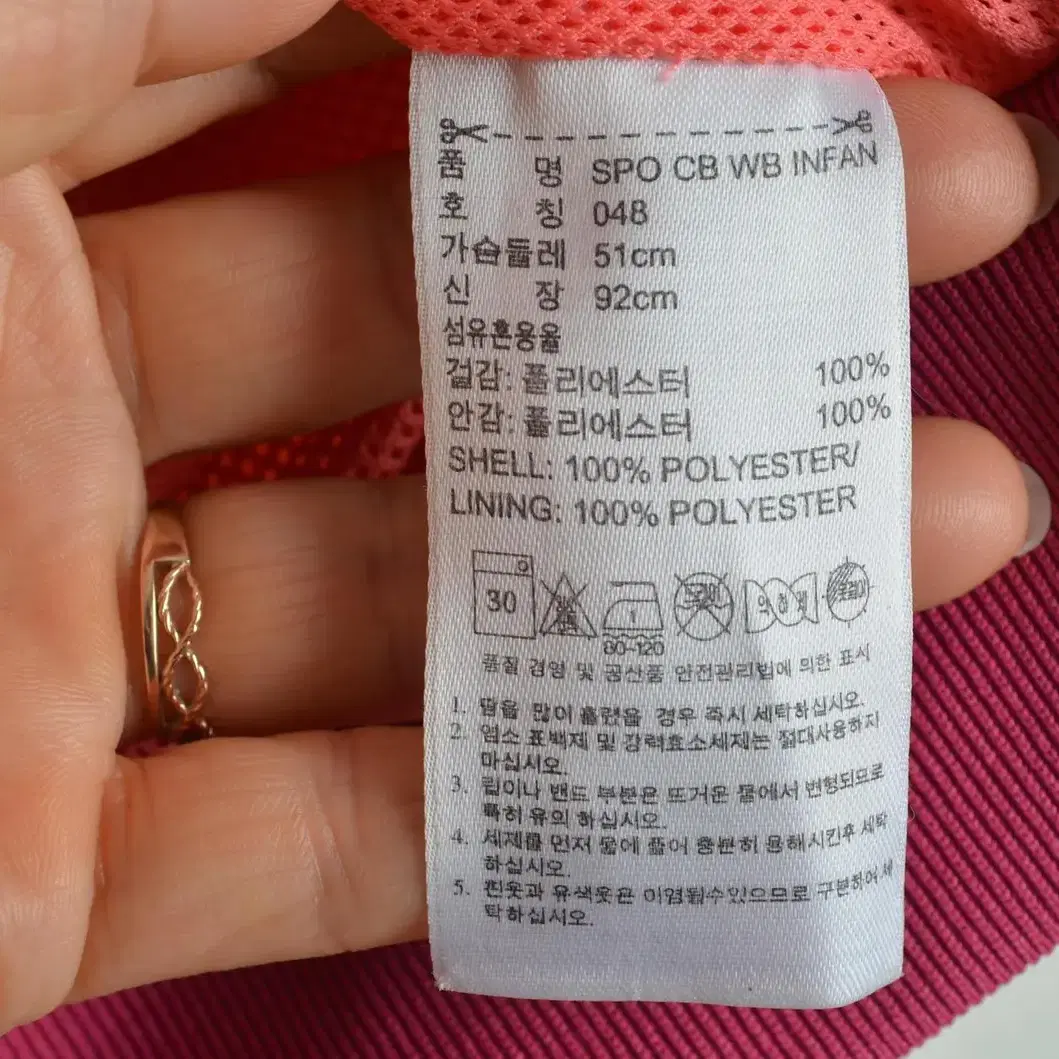 품 명 SPO CB WB INFAN
호 칭 048
가슴둘레 51cm
신 장 92cm
섬유혼용율
겉감: 폴리에스터 100%
안감: 폴리에스터 100%
SHELL: 100% POLYESTER/
LINING: 100% POLYESTER
30
80~120
품질 경영 및 공산품 안전관리법에 의한 표시
1. 땀을 많이 흘렸을 경우 즉시 세탁하십시오.
2. 염소 표백제 및 강력효소세제는 절대사용하지
마십시오.
3. 립이나 밴드 부분은 뜨거운 물에서 변형되므로
특히 유의 하십시오.
4. 세제를 먼저 물에 풀어 충분히 용해시킨후 세탁
하십시오.
5. 흰옷과 유색옷은 이염될수있으므로 구분하여 세
탁하십시오.